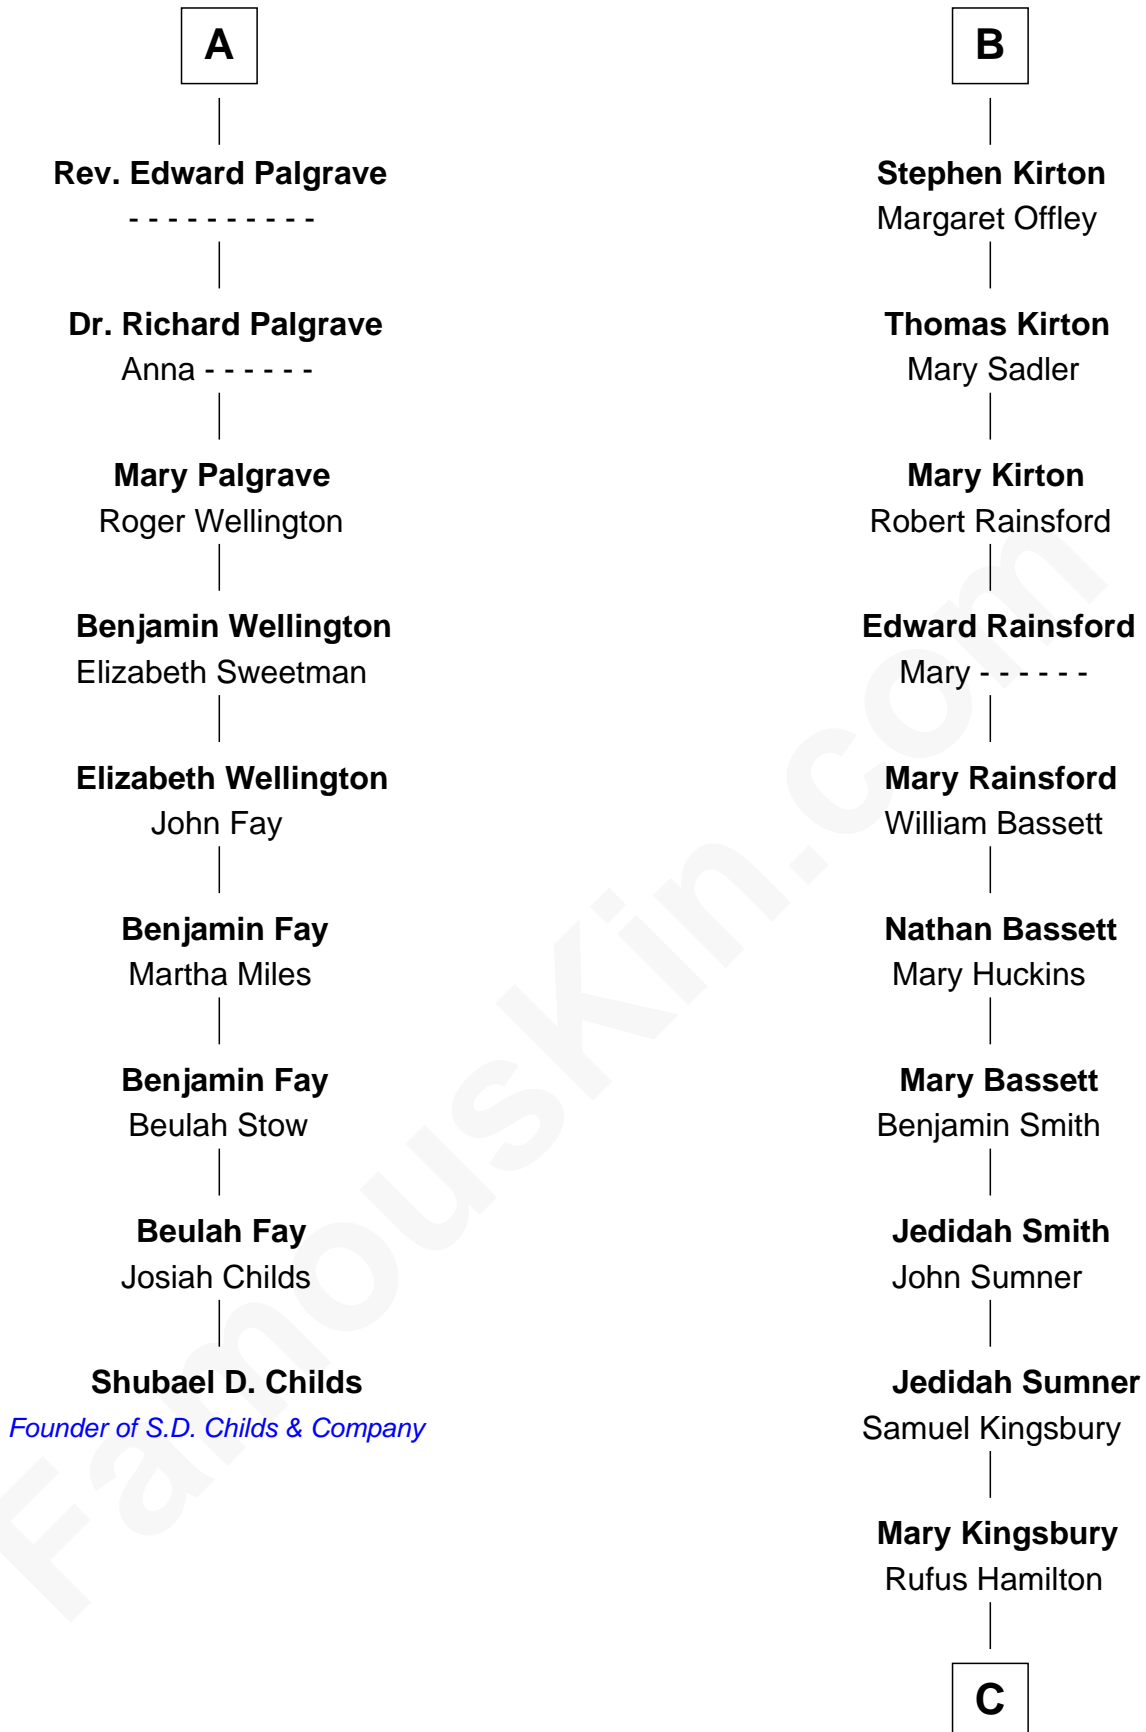 A
Rev. Edward Palgrave
- - - - - - - - - -
Dr. Richard Palgrave
Anna - - - - - -
Mary Palgrave
Roger Wellington
Benjamin Wellington
Elizabeth Sweetman
Elizabeth Wellington
John Fay
Benjamin Fay
Martha Miles
Benjamin Fay
Beulah Stow
Beulah Fay
Josiah Childs
Shubael D. Childs
Founder of S.D. Childs & Company
B
Stephen Kirton
Margaret Offley
Thomas Kirton
Mary Sadler
Mary Kirton
Robert Rainsford
Edward Rainsford
Mary - - - - - -
Mary Rainsford
William Bassett
Nathan Bassett
Mary Huckins
Mary Bassett
Benjamin Smith
Jedidah Smith
John Sumner
Jedidah Sumner
Samuel Kingsbury
Mary Kingsbury
Rufus Hamilton
C
FamousKin.com